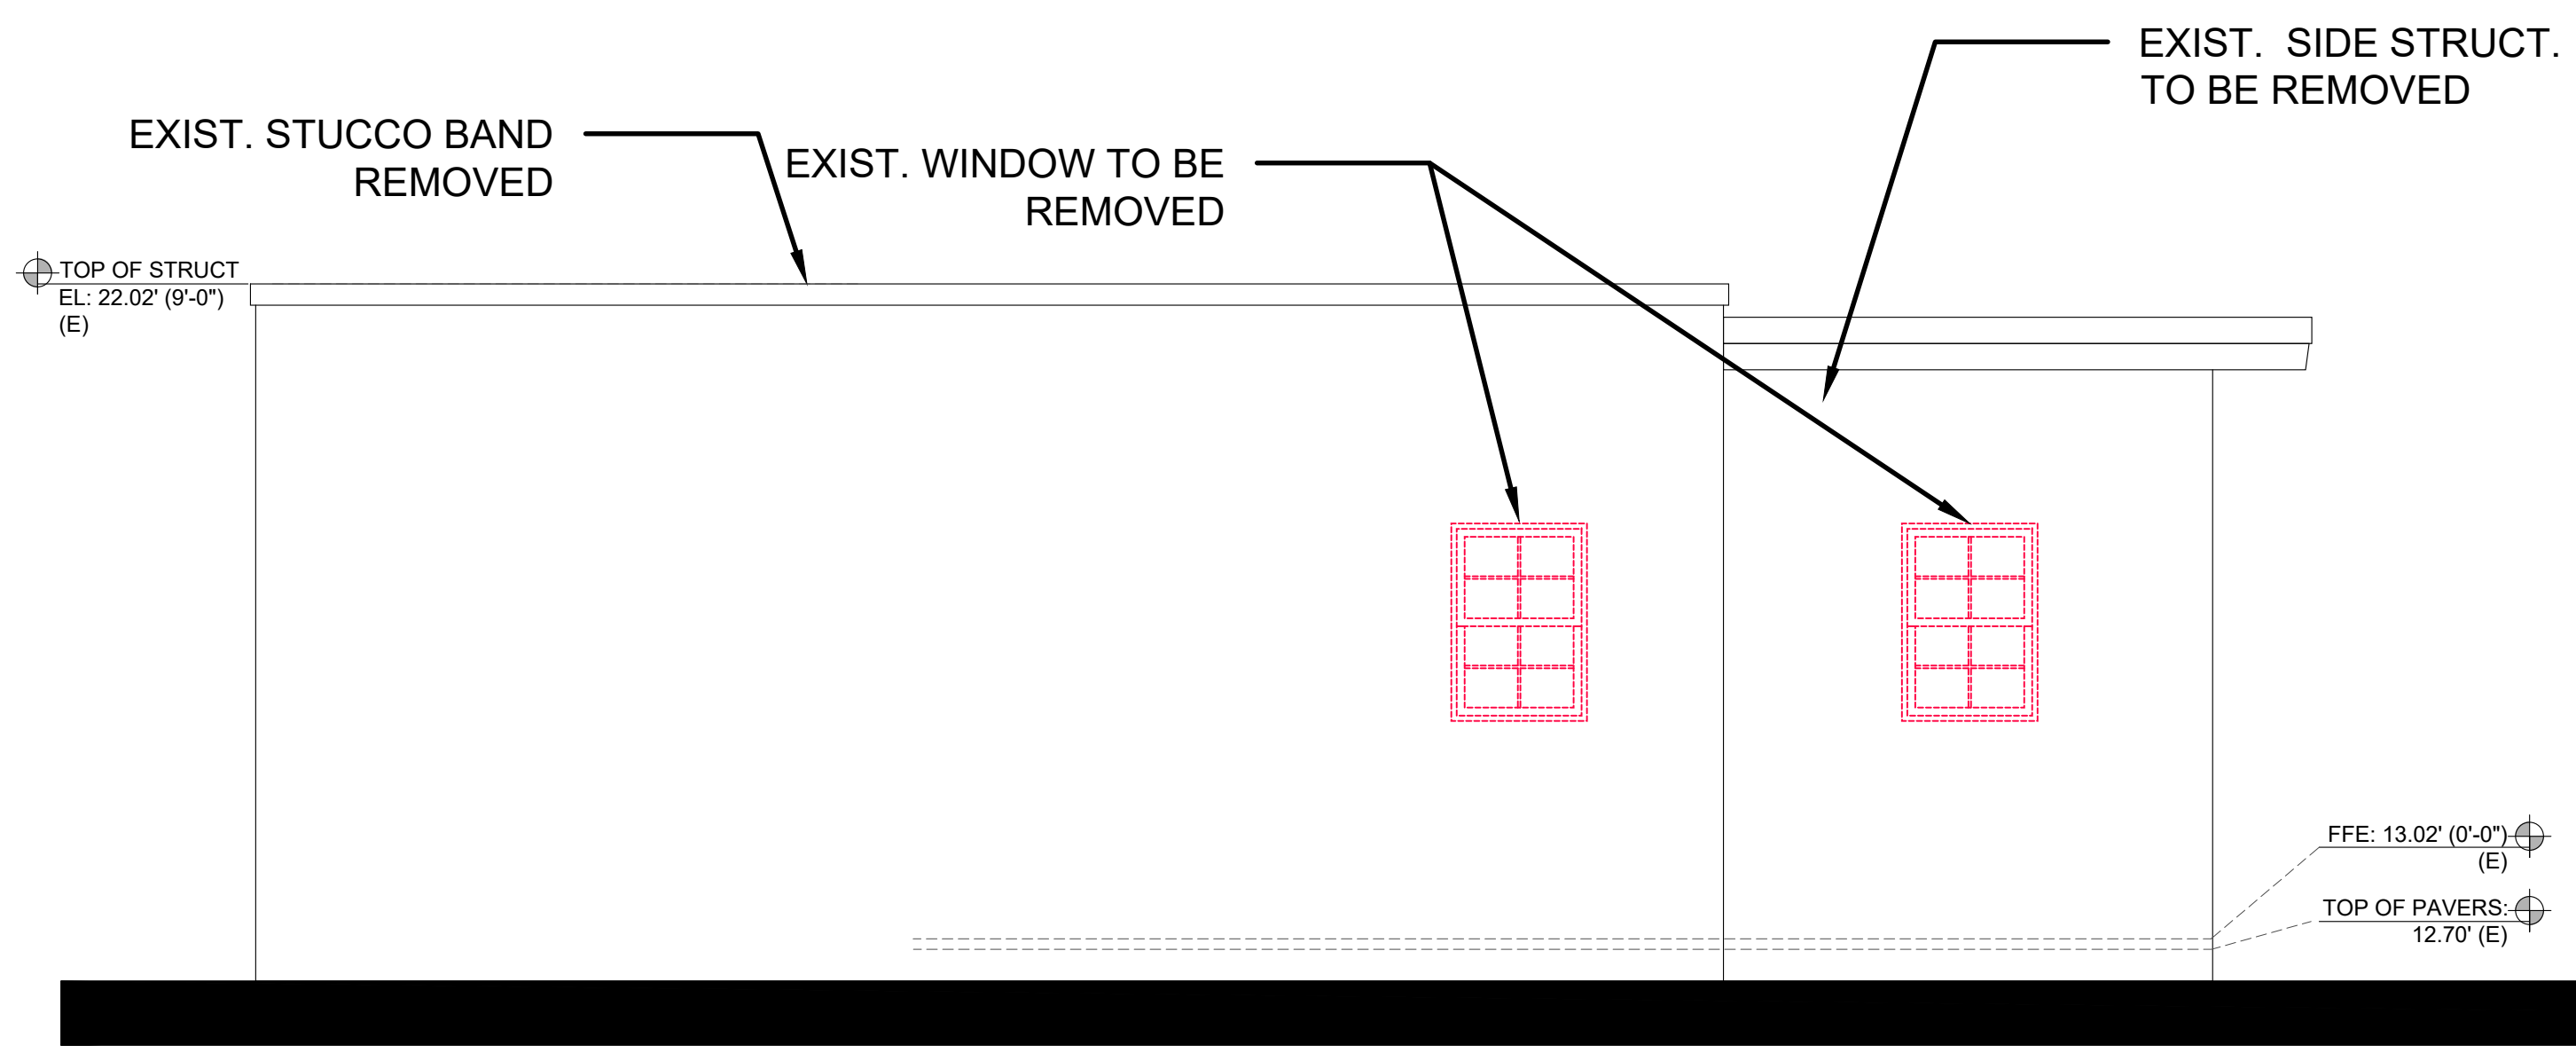 EXIST.  SIDE STRUCT.
TO BE REMOVED
EXIST. STUCCO BAND
REMOVED
EXIST. WINDOW TO BE
REMOVED
TOP OF STRUCT
EL: 22.02' (9'-0")
(E)
FFE: 13.02' (0'-0")
(E)
TOP OF PAVERS:
12.70' (E)